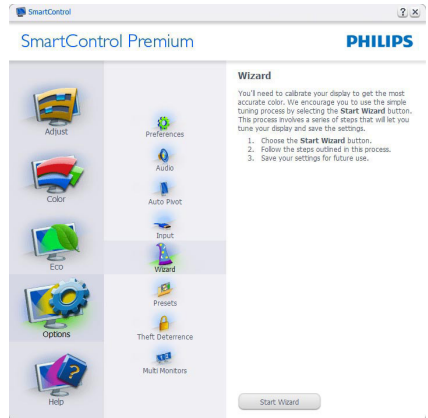 SmartControl
SmartControl Premium
PHILIPS
Adjust
Color
Eco
Options
Help
Preferences
Audio
Auto Pivot
Input
Wizard
Presets
Theft Deterrence
Multi Monitors
Wizard
You'll need to calibrate your display to get the most
accurate color. We encourage you to use the simple
tuning process by selecting the Start Wizard button.
This process involves a series of steps that will let you
tune your display and save the settings.
1. Choose the Start Wizard button.
2. Follow the steps outlined in this process.
3. Save your settings for future use.
Start Wizard